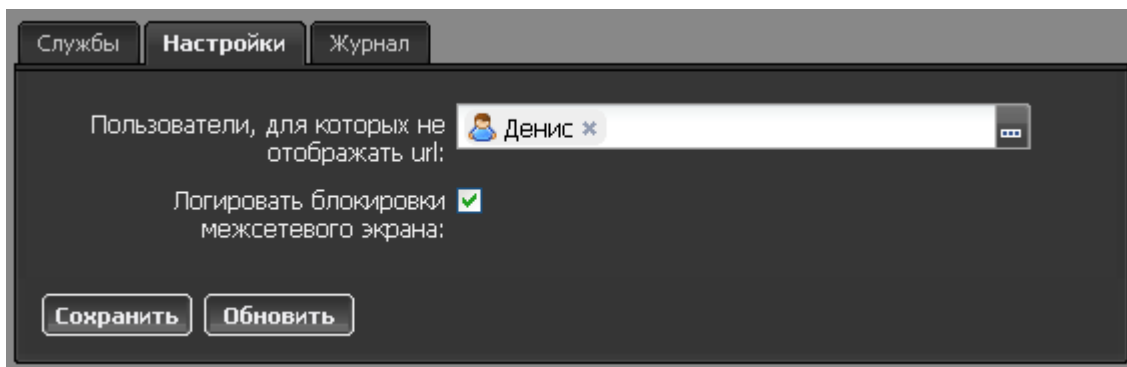 Службы Настройки Журнал
Пользователи, для которых не
отображать url:
Денис
Логировать блокировки
межсетевого экрана:
Сохранить Обновить